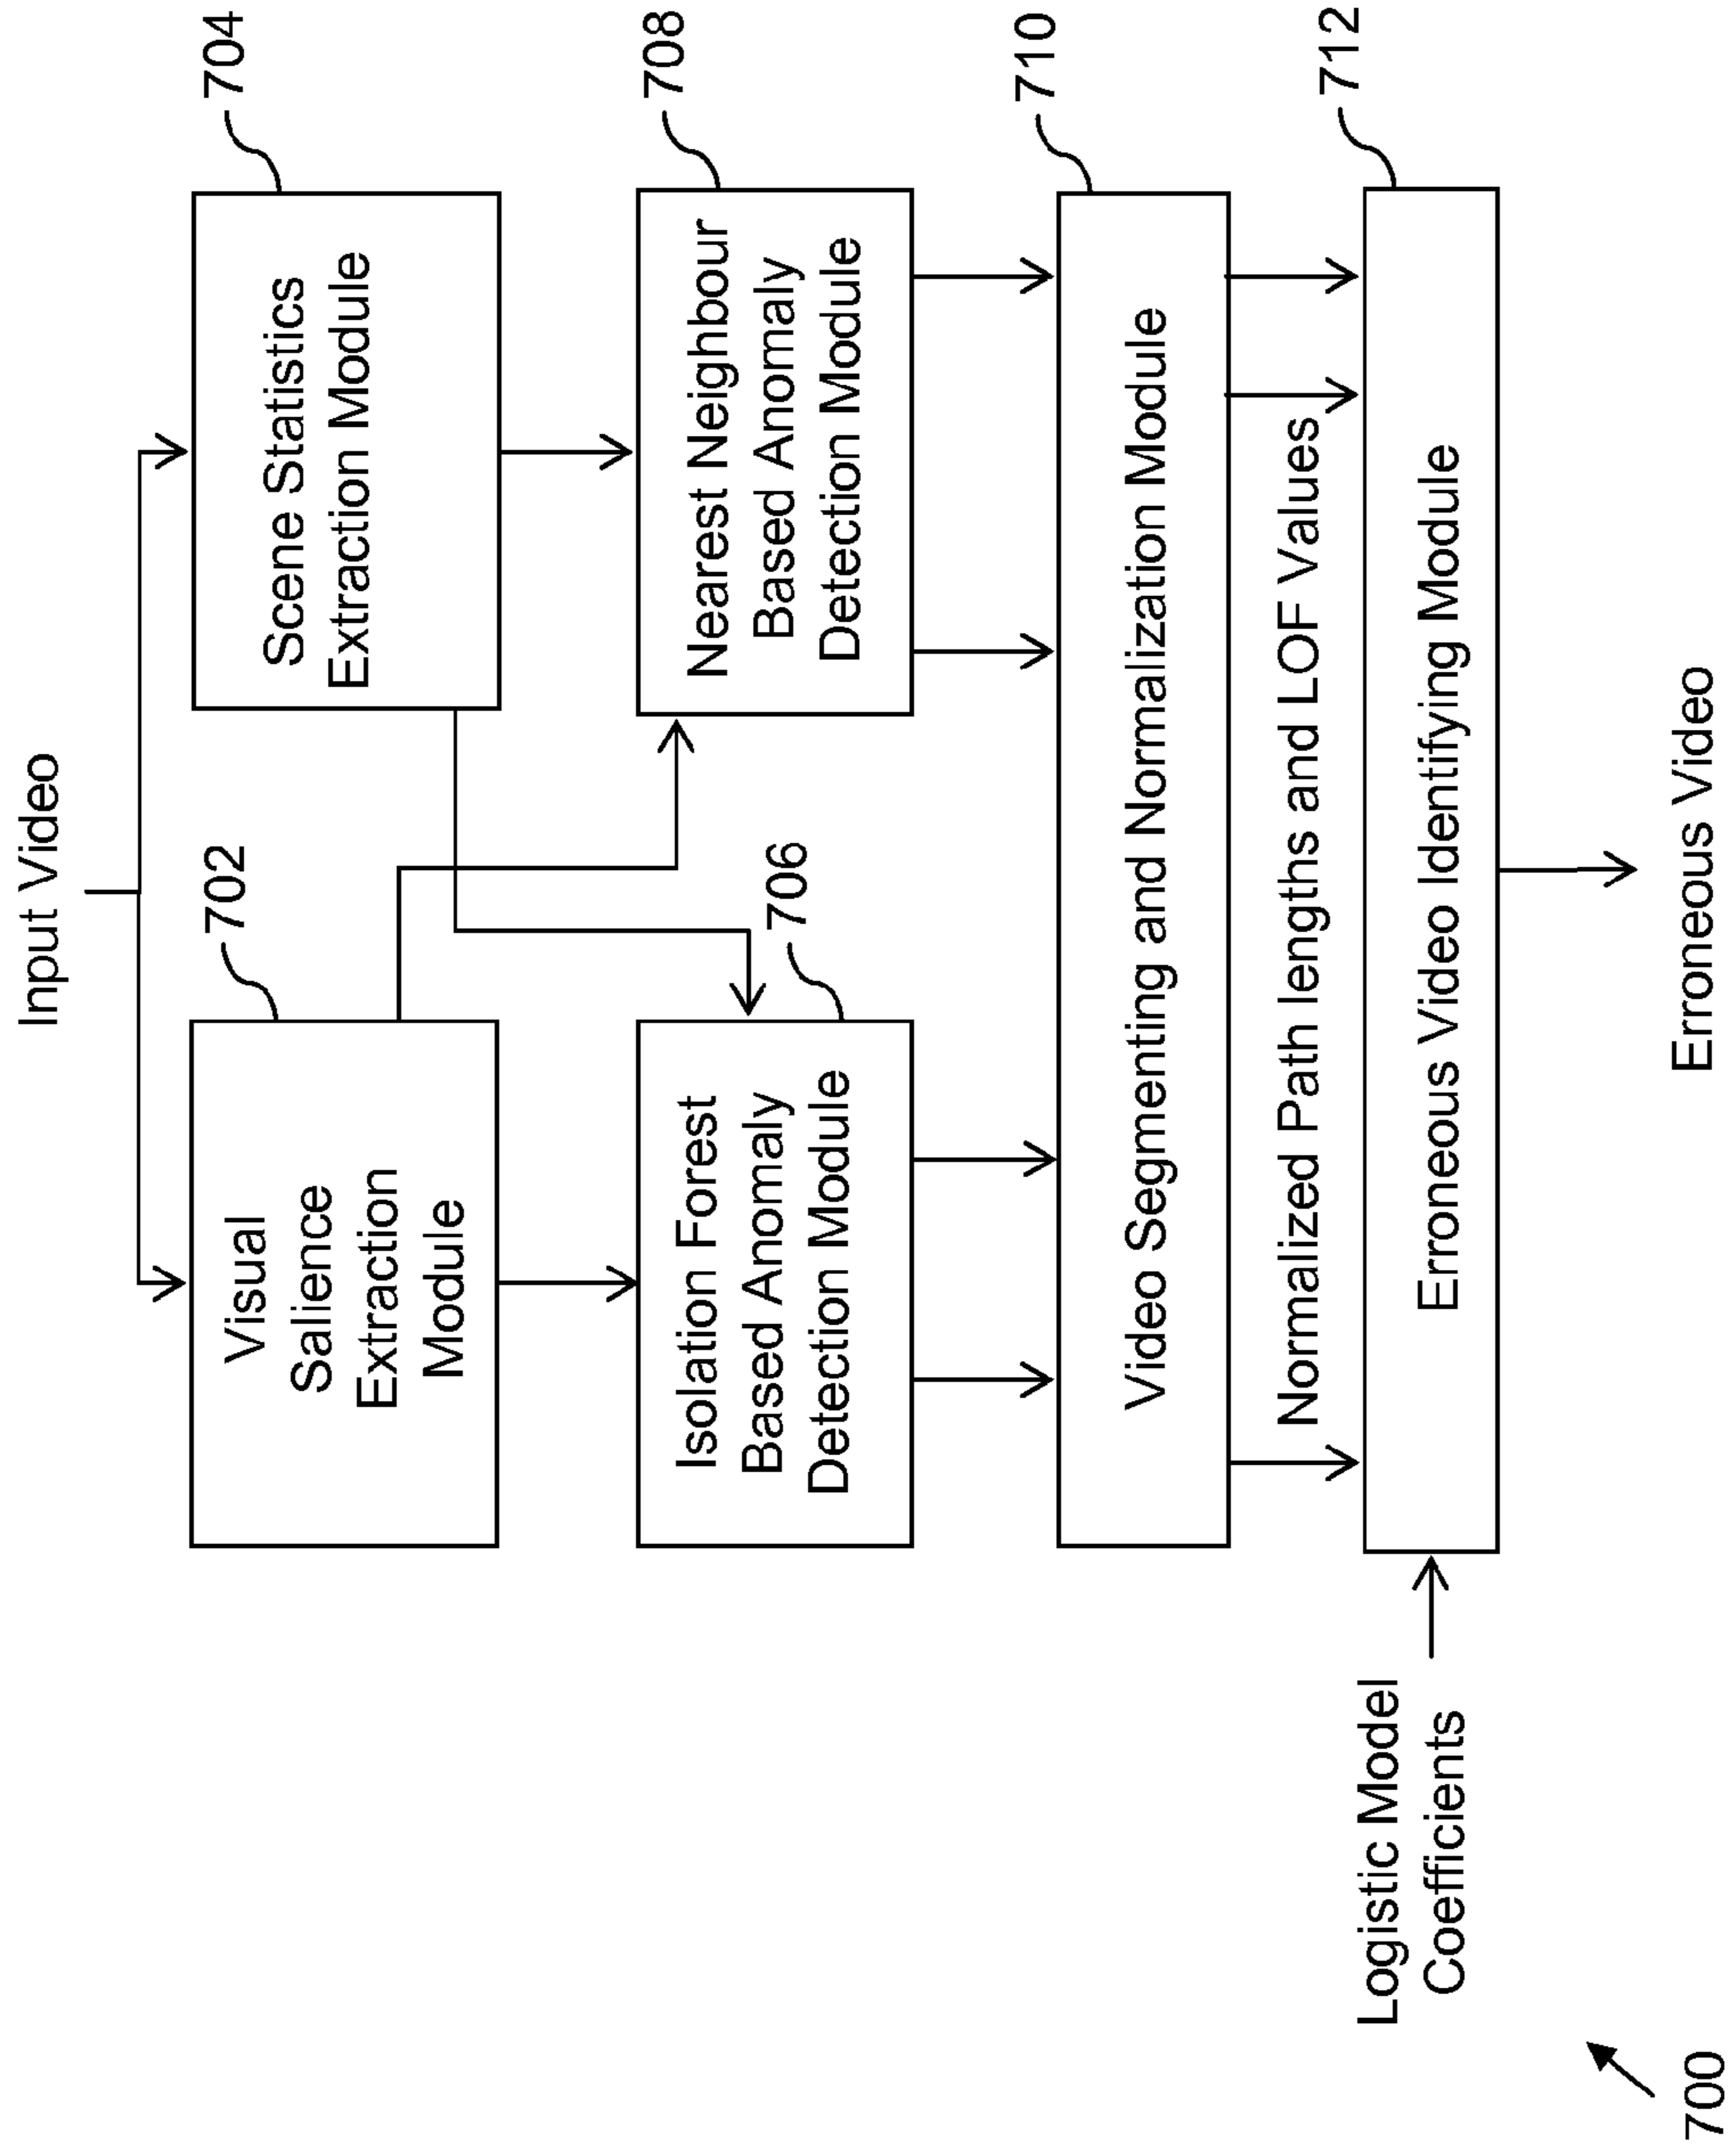 Input Video
702
704
Visual
Salience
Extraction
Module
Scene Statistics
Extraction Module
706
708
Isolation Forest
Based Anomaly
Detection Module
Nearest Neighbour
Based Anomaly
Detection Module
710
Video Segmenting and Normalization Module
Normalized Path lengths and LOF Values
712
Logistic Model
Coefficients
Erroneous Video Identifying Module
Erroneous Video
700